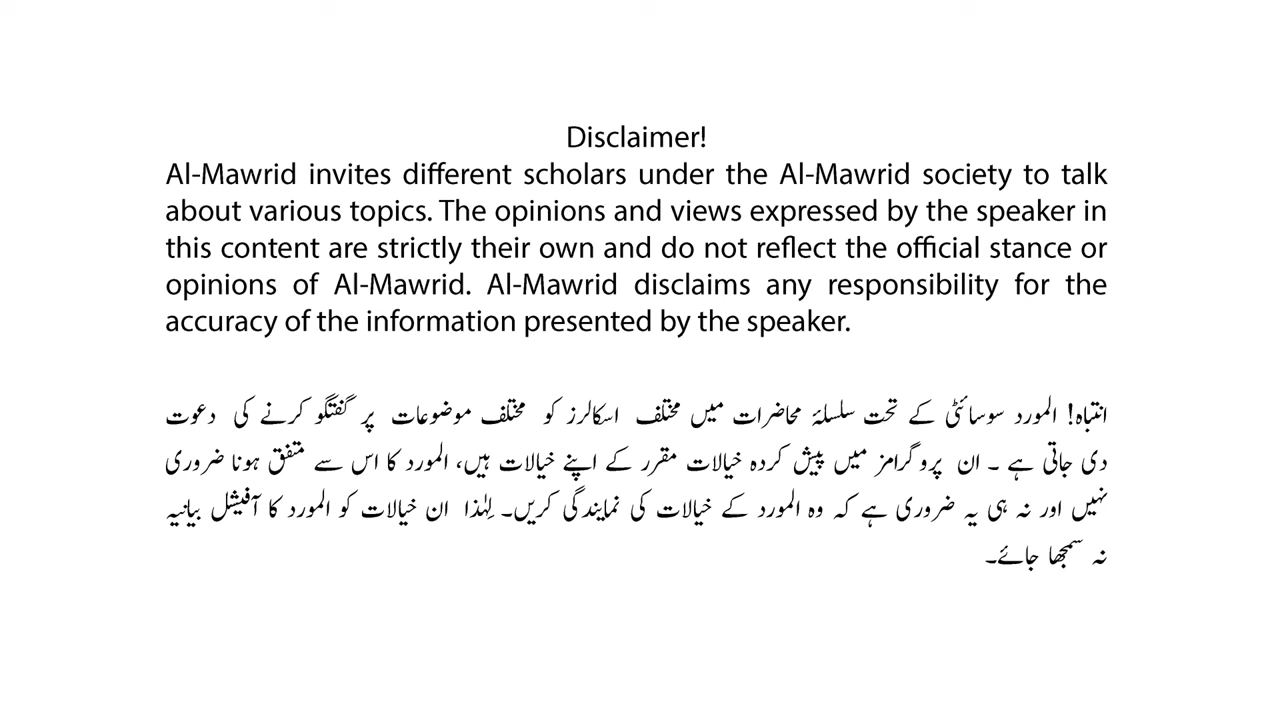 Disclaimer!
Al-Mawrid invites different scholars under the Al-Mawrid society to talk
about various topics. The opinions and views expressed by the speaker in
this content are strictly their own and do not reflect the official stance or
opinions of Al-Mawrid. Al-Mawrid disclaims any responsibility for the
accuracy of the information presented by the speaker.
انتباہ! المورد سوسائٹی کے تحت سلسلۂ محاضرات میں مختلف اسکالرز کو مختلف موضوعات پر گفتگو کرنے کی دعوت
دی جاتی ہے ۔ ان پروگرامز میں پیش کردہ خیالات مقرر کے اپنے خیالات ہیں، المورد کا اس سے متفق ہونا ضروری
نہیں اور نہ ہی یہ ضروری ہے کہ وہ المورد کے خیالات کی نمایندگی کریں۔ لہٰذا ان خیالات کو المورد کا آفیشل بیانیہ
نہ سمجھا جائے۔